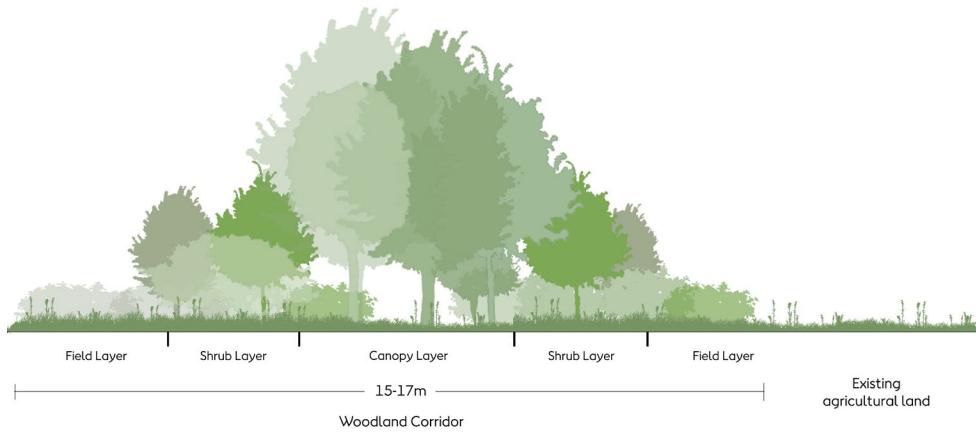 Field Layer
Shrub Layer
Canopy Layer
Shrub Layer
Field Layer
15-17m
Woodland Corridor
Existing
agricultural land